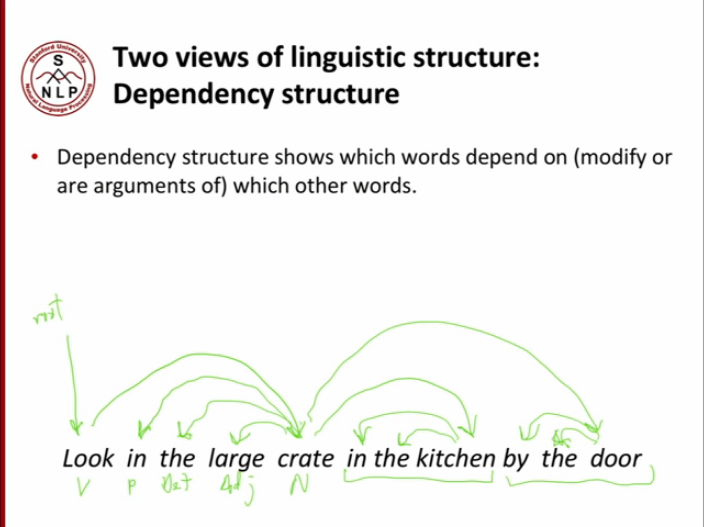 Stanford University
S
NLP
Natural Language Processing
Two views of linguistic structure:
Dependency structure
• Dependency structure shows which words depend on (modify or
are arguments of) which other words.
root
Look in the large crate in the kitchen by the door
V P Det Adj N